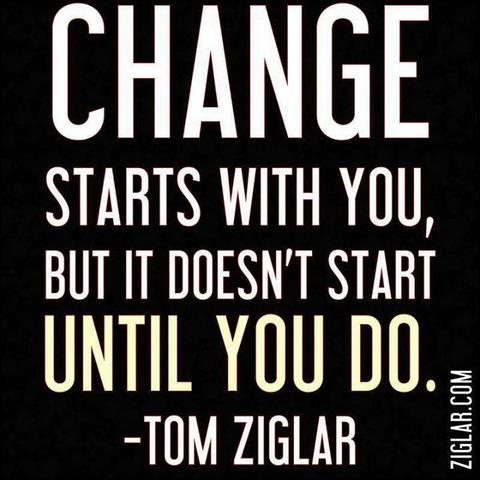 CHANGE
STARTS WITH YOU,
BUT IT DOESN'T START
UNTIL YOU DO.
-TOM ZIGLAR
ZIGLAR.COM